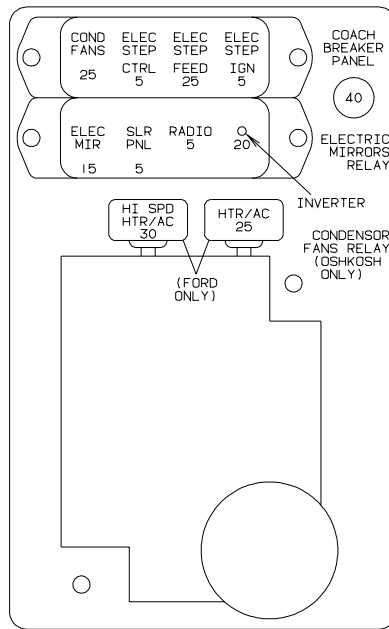 COND ELEC ELEC ELEC
FANS STEP STEP STEP
CTRL FEED IGN
25 5 25 5
COACH
BREAKER
PANEL
40
ELEC SLR RADIO
MIR PNL 5 20
15 5
ELECTRIC
MIRRORS
RELAY
INVERTER
HI SPD
HTR/AC
30
HTR/AC
25
(FORD
ONLY)
CONDENSOR
FANS RELAY
(OSHKOSH
ONLY)